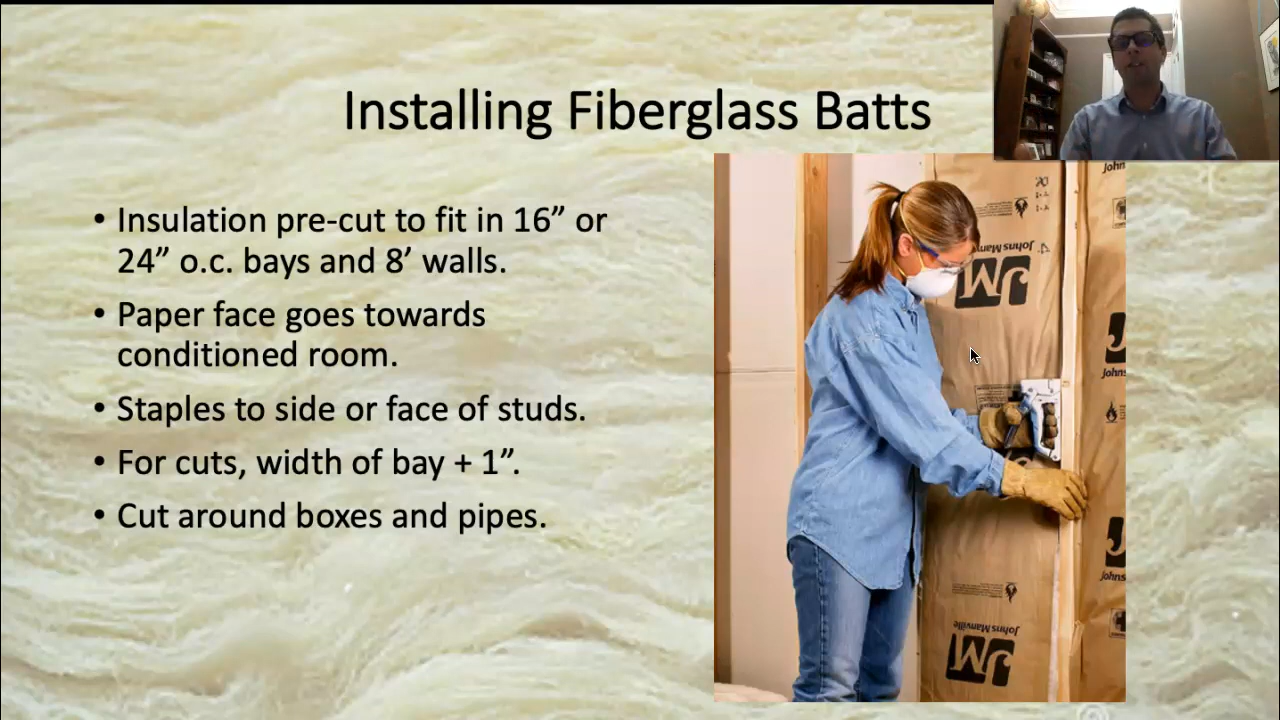 Installing Fiberglass Batts
• Insulation pre-cut to fit in 16” or
24” o.c. bays and 8’ walls.
• Paper face goes towards
conditioned room.
• Staples to side or face of studs.
• For cuts, width of bay + 1”.
• Cut around boxes and pipes.
Johns Manville
JM
Johns Manville
JM